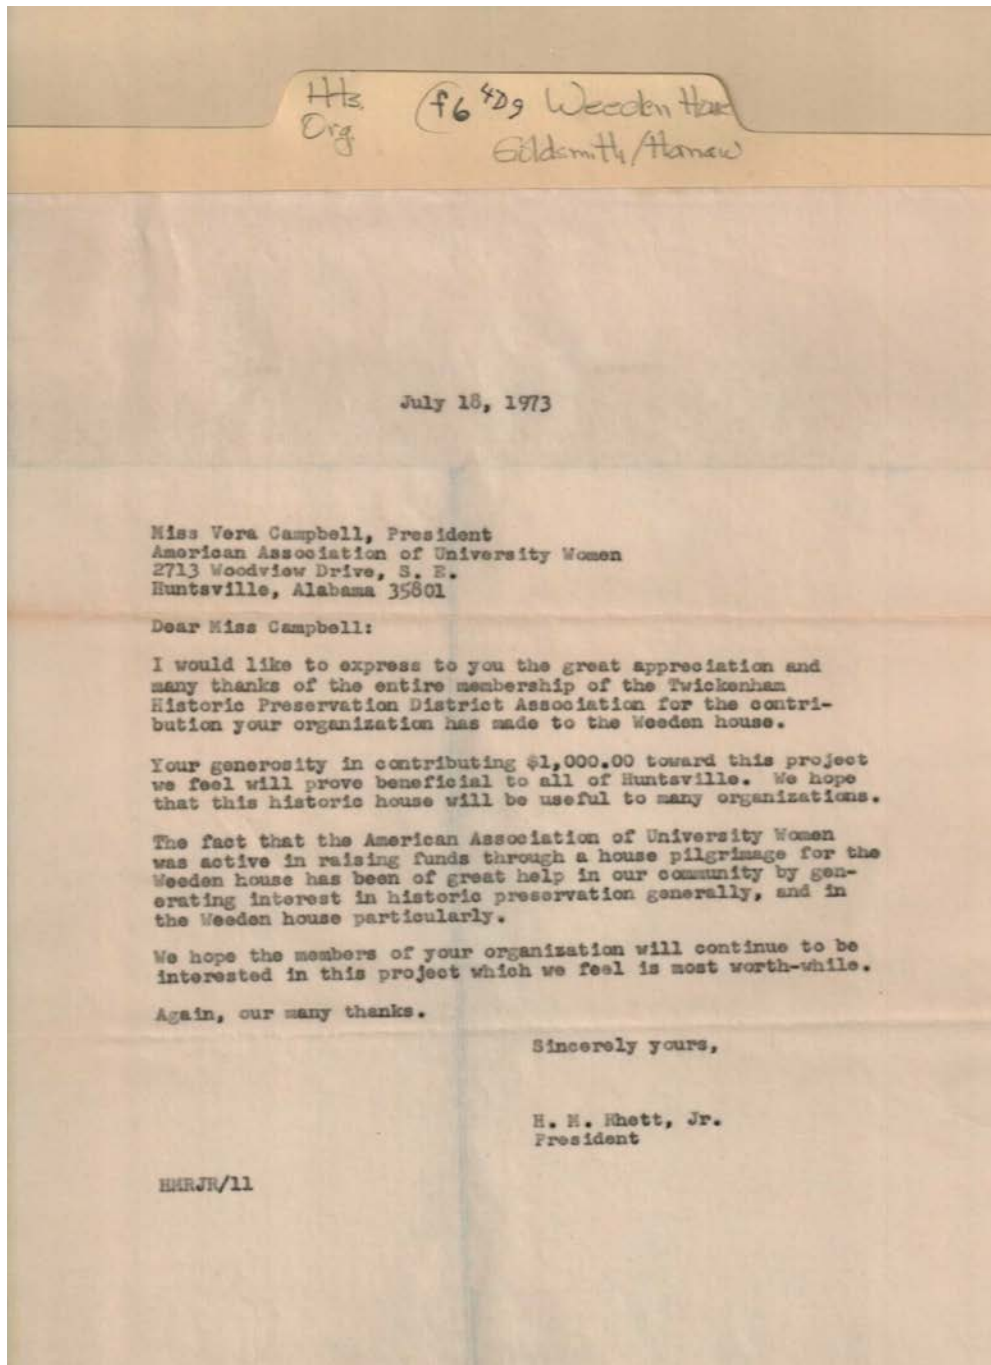 Hts. f6 4Dg Weeden
Org. Goldsmith/
July 18, 1973
Miss Vera Campbell, President
American Association of University Women
2713 Woodview Drive, S. E.
Huntsville, Alabama 35801
Dear Miss Campbell:
I would like to express to you the great appreciation and
many thanks of the entire membership of the Twickenham
Historic Preservation District Association for the contri-
bution your organization has made to the Weeden house.
Your generosity in contributing $1,000.00 toward this project
we feel will prove beneficial to all of Huntsville. We hope
that this historic house will be useful to many organizations.
The fact that the American Association of University Women
was active in raising funds through a house pilgrimage for the
Weeden house has been of great help in our community by gen-
erating interest in historic preservation generally, and in
the Weeden house particularly.
We hope the members of your organization will continue to be
interested in this project which we feel is most worth-while.
Again, our many thanks.
Sincerely yours,
H. M. Rhett, Jr.
President
HMRJR/ll